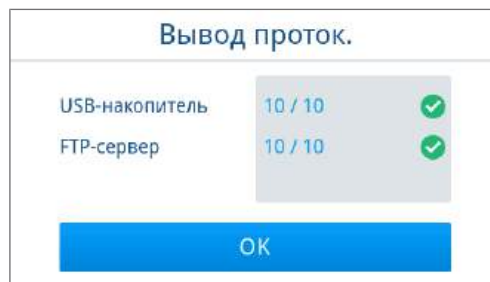 Вывод проток.
USB-накопитель 10 / 10
FTP-сервер 10 / 10
OK